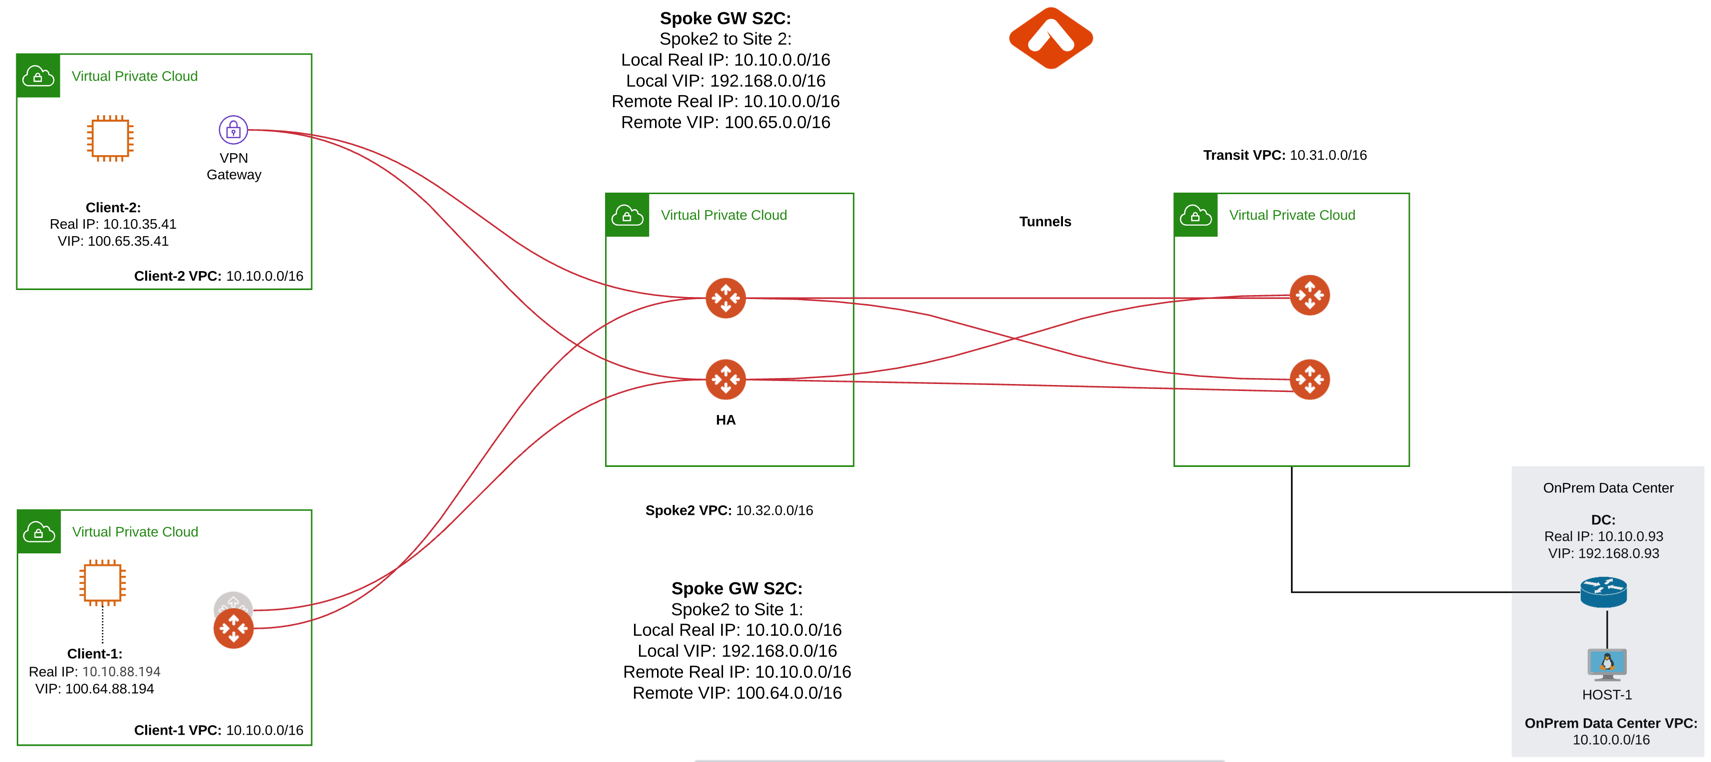 Spoke GW S2C:
Spoke2 to Site 2:
Local Real IP: 10.10.0.0/16
Local VIP: 192.168.0.0/16
Remote Real IP: 10.10.0.0/16
Remote VIP: 100.65.0.0/16
Virtual Private Cloud
VPN
Gateway
Client-2:
Real IP: 10.10.35.41
VIP: 100.65.35.41
Client-2 VPC: 10.10.0.0/16
Transit VPC: 10.31.0.0/16
Virtual Private Cloud
Tunnels
Virtual Private Cloud
HA
Spoke2 VPC: 10.32.0.0/16
Virtual Private Cloud
Client-1:
Real IP: 10.10.88.194
VIP: 100.64.88.194
Client-1 VPC: 10.10.0.0/16
Spoke GW S2C:
Spoke2 to Site 1:
Local Real IP: 10.10.0.0/16
Local VIP: 192.168.0.0/16
Remote Real IP: 10.10.0.0/16
Remote VIP: 100.64.0.0/16
OnPrem Data Center
DC:
Real IP: 10.10.0.93
VIP: 192.168.0.93
HOST-1
OnPrem Data Center VPC:
10.10.0.0/16